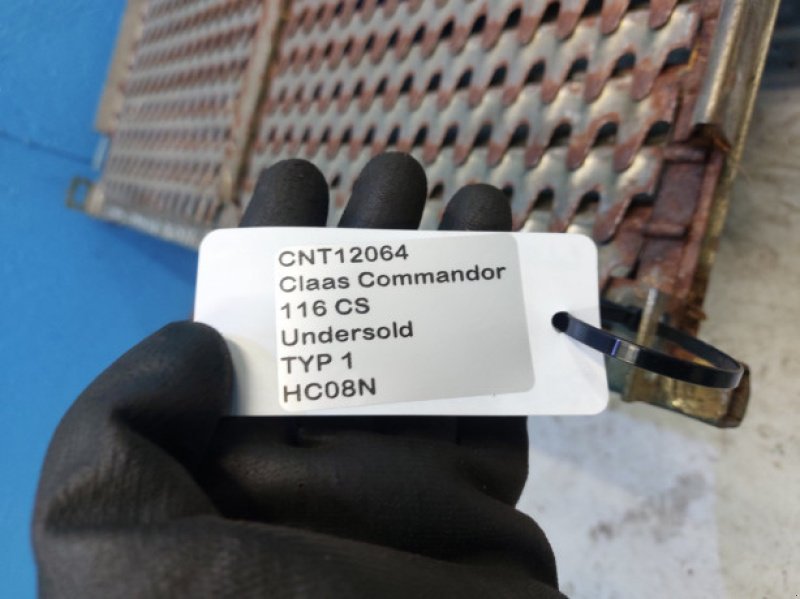 CNT12064
Claas Commandor
116 CS
Undersold
TYP 1
HC08N